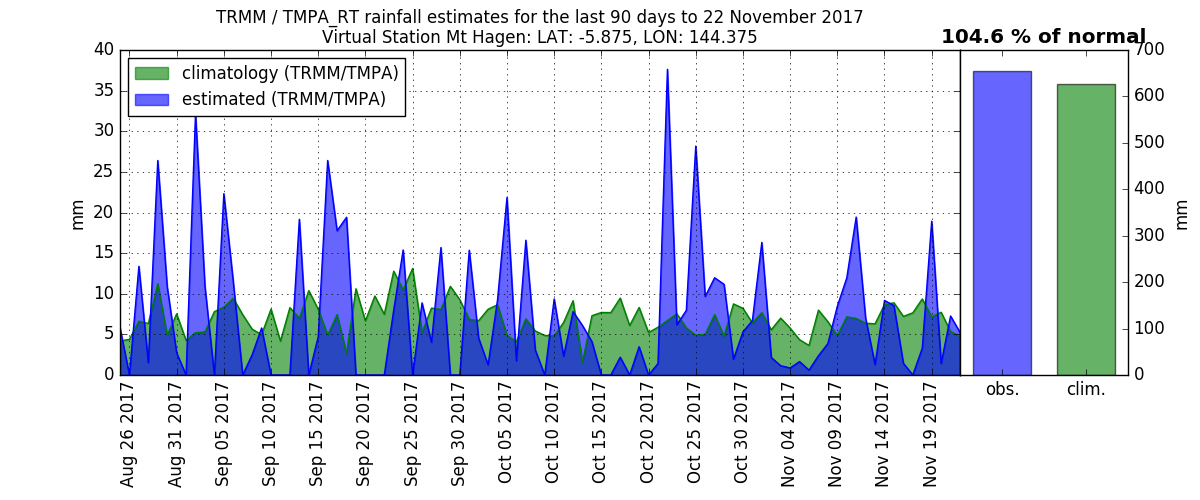 TRMM / TMPA_RT rainfall estimates for the last 90 days to 22 November 2017
Virtual Station Mt Hagen: LAT: -5.875, LON: 144.375
104.6 % of normal
climatology (TRMM/TMPA)
estimated (TRMM/TMPA)
mm
40
35
30
25
20
15
10
5
0
Aug 26 2017
Aug 31 2017
Sep 05 2017
Sep 10 2017
Sep 15 2017
Sep 20 2017
Sep 25 2017
Sep 30 2017
Oct 05 2017
Oct 10 2017
Oct 15 2017
Oct 20 2017
Oct 25 2017
Oct 30 2017
Nov 04 2017
Nov 09 2017
Nov 14 2017
Nov 19 2017
obs.
clim.
700
600
500
400
300
200
100
0
mm